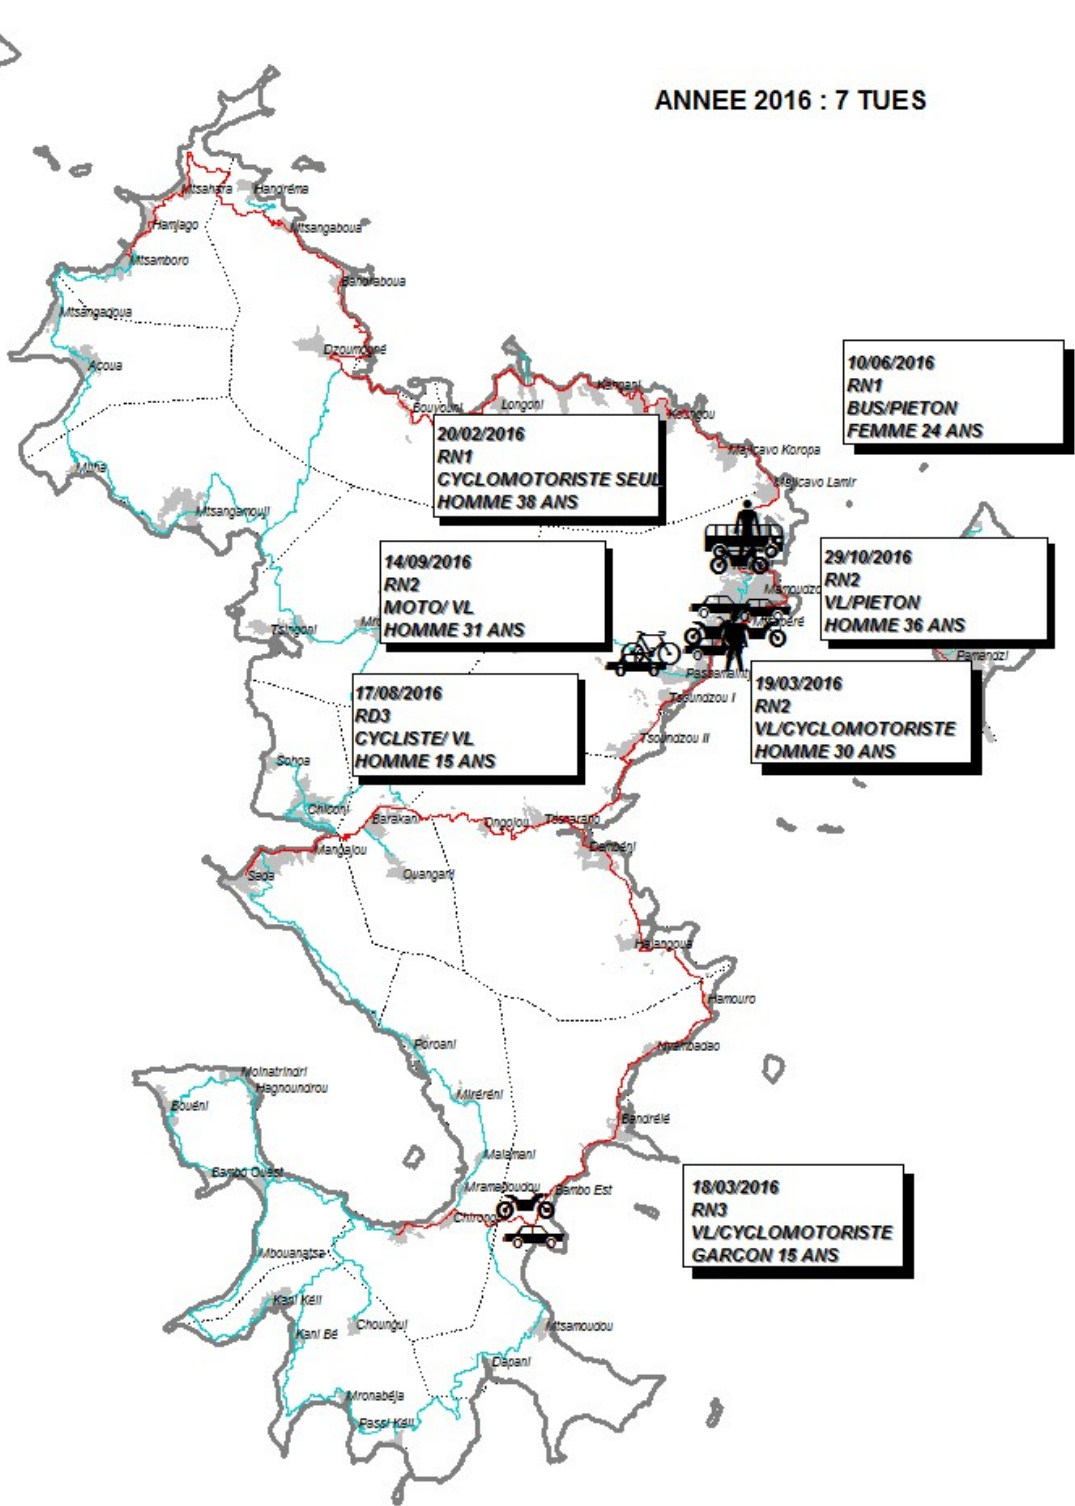 ANNEE 2016 : 7 TUES
Mtsahara
Handréma
Hamjago
Mtsangaboua
Mtsamboro
Bandraboua
Mtsangadoua
Dzoumogné
Acoua
10/06/2016
RN1
BUS/PIETON
FEMME 24 ANS
Kangani
Longoni
Bouyouni
Koungou
20/02/2016
RN1
CYCLOMOTORISTE SEUL
HOMME 38 ANS
Majicavo Koropa
Majicavo Lamir
Mtsangamouji
14/09/2016
RN2
MOTO/ VL
HOMME 31 ANS
29/10/2016
RN2
VL/PIETON
HOMME 36 ANS
Tsingoni
Pamandzi
17/08/2016
RD3
CYCLISTE/ VL
HOMME 15 ANS
19/03/2016
RN2
VL/CYCLOMOTORISTE
HOMME 30 ANS
Tsoundzou I
Tsoundzou II
Sohoa
Chiconi
Barakani
Ongojou
Tsararano
Mangajou
Dembéni
Sada
Ouangani
Hajangoua
Hamouro
Nyambadao
Poroani
Moinatrindri
Hagnoundrou
Miréréni
Bouéni
Bandrélé
Malamani
Bambo Ouest
Mramadoudou
Bambo Est
18/03/2016
RN3
VL/CYCLOMOTORISTE
GARCON 15 ANS
Mbouanatsa
Kani Kéli
Kani Bé
Choungui
Mtsamoudou
Dapani
Mronabéja
Passi Kéli